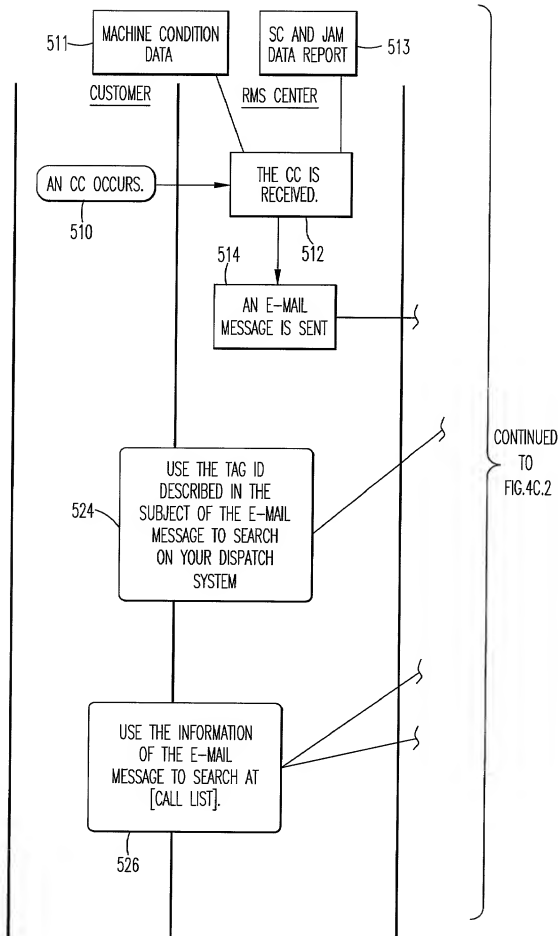 511
MACHINE CONDITION
DATA
SC AND JAM
DATA REPORT
513
CUSTOMER
RMS CENTER
AN CC OCCURS.
510
THE CC IS
RECEIVED.
512
514
AN E-MAIL
MESSAGE IS SENT
CONTINUED
TO
FIG.4C.2
524
USE THE TAG ID
DESCRIBED IN THE
SUBJECT OF THE E-MAIL
MESSAGE TO SEARCH
ON YOUR DISPATCH
SYSTEM
USE THE INFORMATION
OF THE E-MAIL
MESSAGE TO SEARCH AT
[CALL LIST].
526